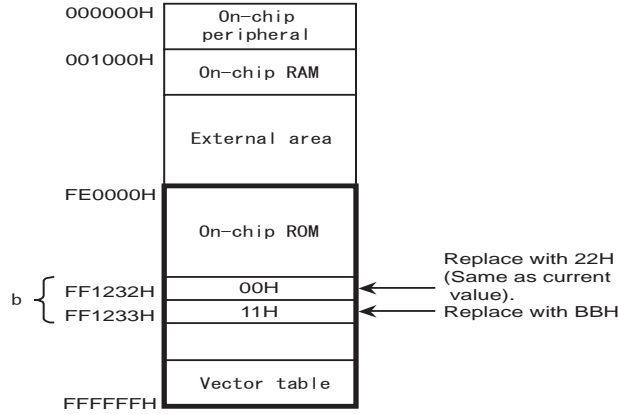 000000H
On-chip
peripheral
001000H
On-chip RAM
External area
FE0000H
On-chip ROM
Replace with 22H
(Same as current
value).
b
FF1232H
00H
FF1233H
11H
Replace with BBH
Vector table
FFFFFFH